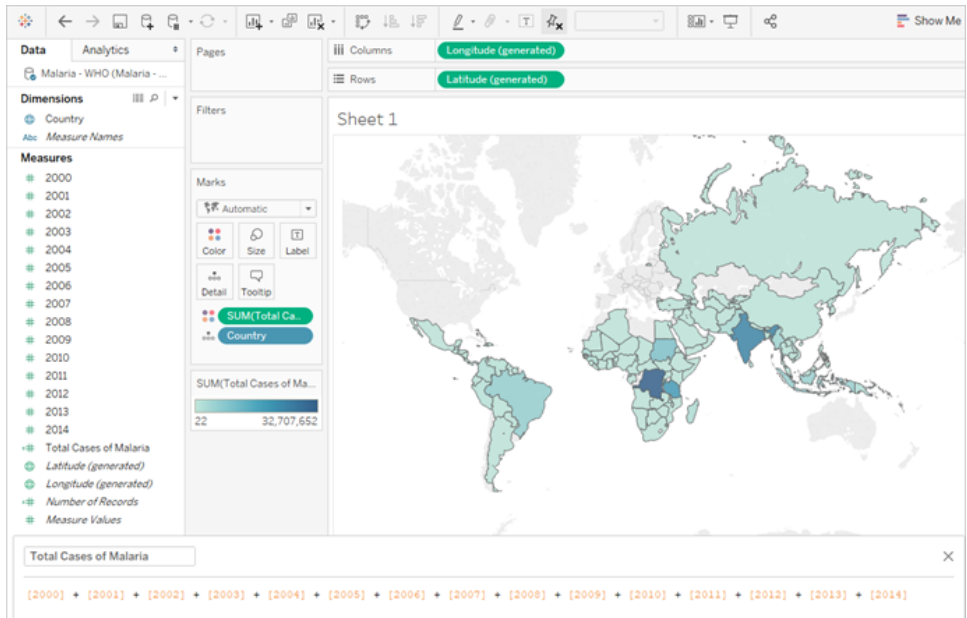 Show Me
Data
Analytics
Malaria - WHO (Malaria - ...
Dimensions
Country
Abc Measure Names
Measures
# 2000
# 2001
# 2002
# 2003
# 2004
# 2005
# 2006
# 2007
# 2008
# 2009
# 2010
# 2011
# 2012
# 2013
# 2014
=# Total Cases of Malaria
Latitude (generated)
Longitude (generated)
=# Number of Records
# Measure Values
Pages
Filters
Marks
Automatic
Color
Size
Label
Detail
Tooltip
SUM(Total Ca..
Country
SUM(Total Cases of Ma...
22 32,707,652
Columns
Longitude (generated)
Rows
Latitude (generated)
Sheet 1
Total Cases of Malaria
[2000] + [2001] + [2002] + [2003] + [2004] + [2005] + [2006] + [2007] + [2008] + [2009] + [2010] + [2011] + [2012] + [2013] + [2014]